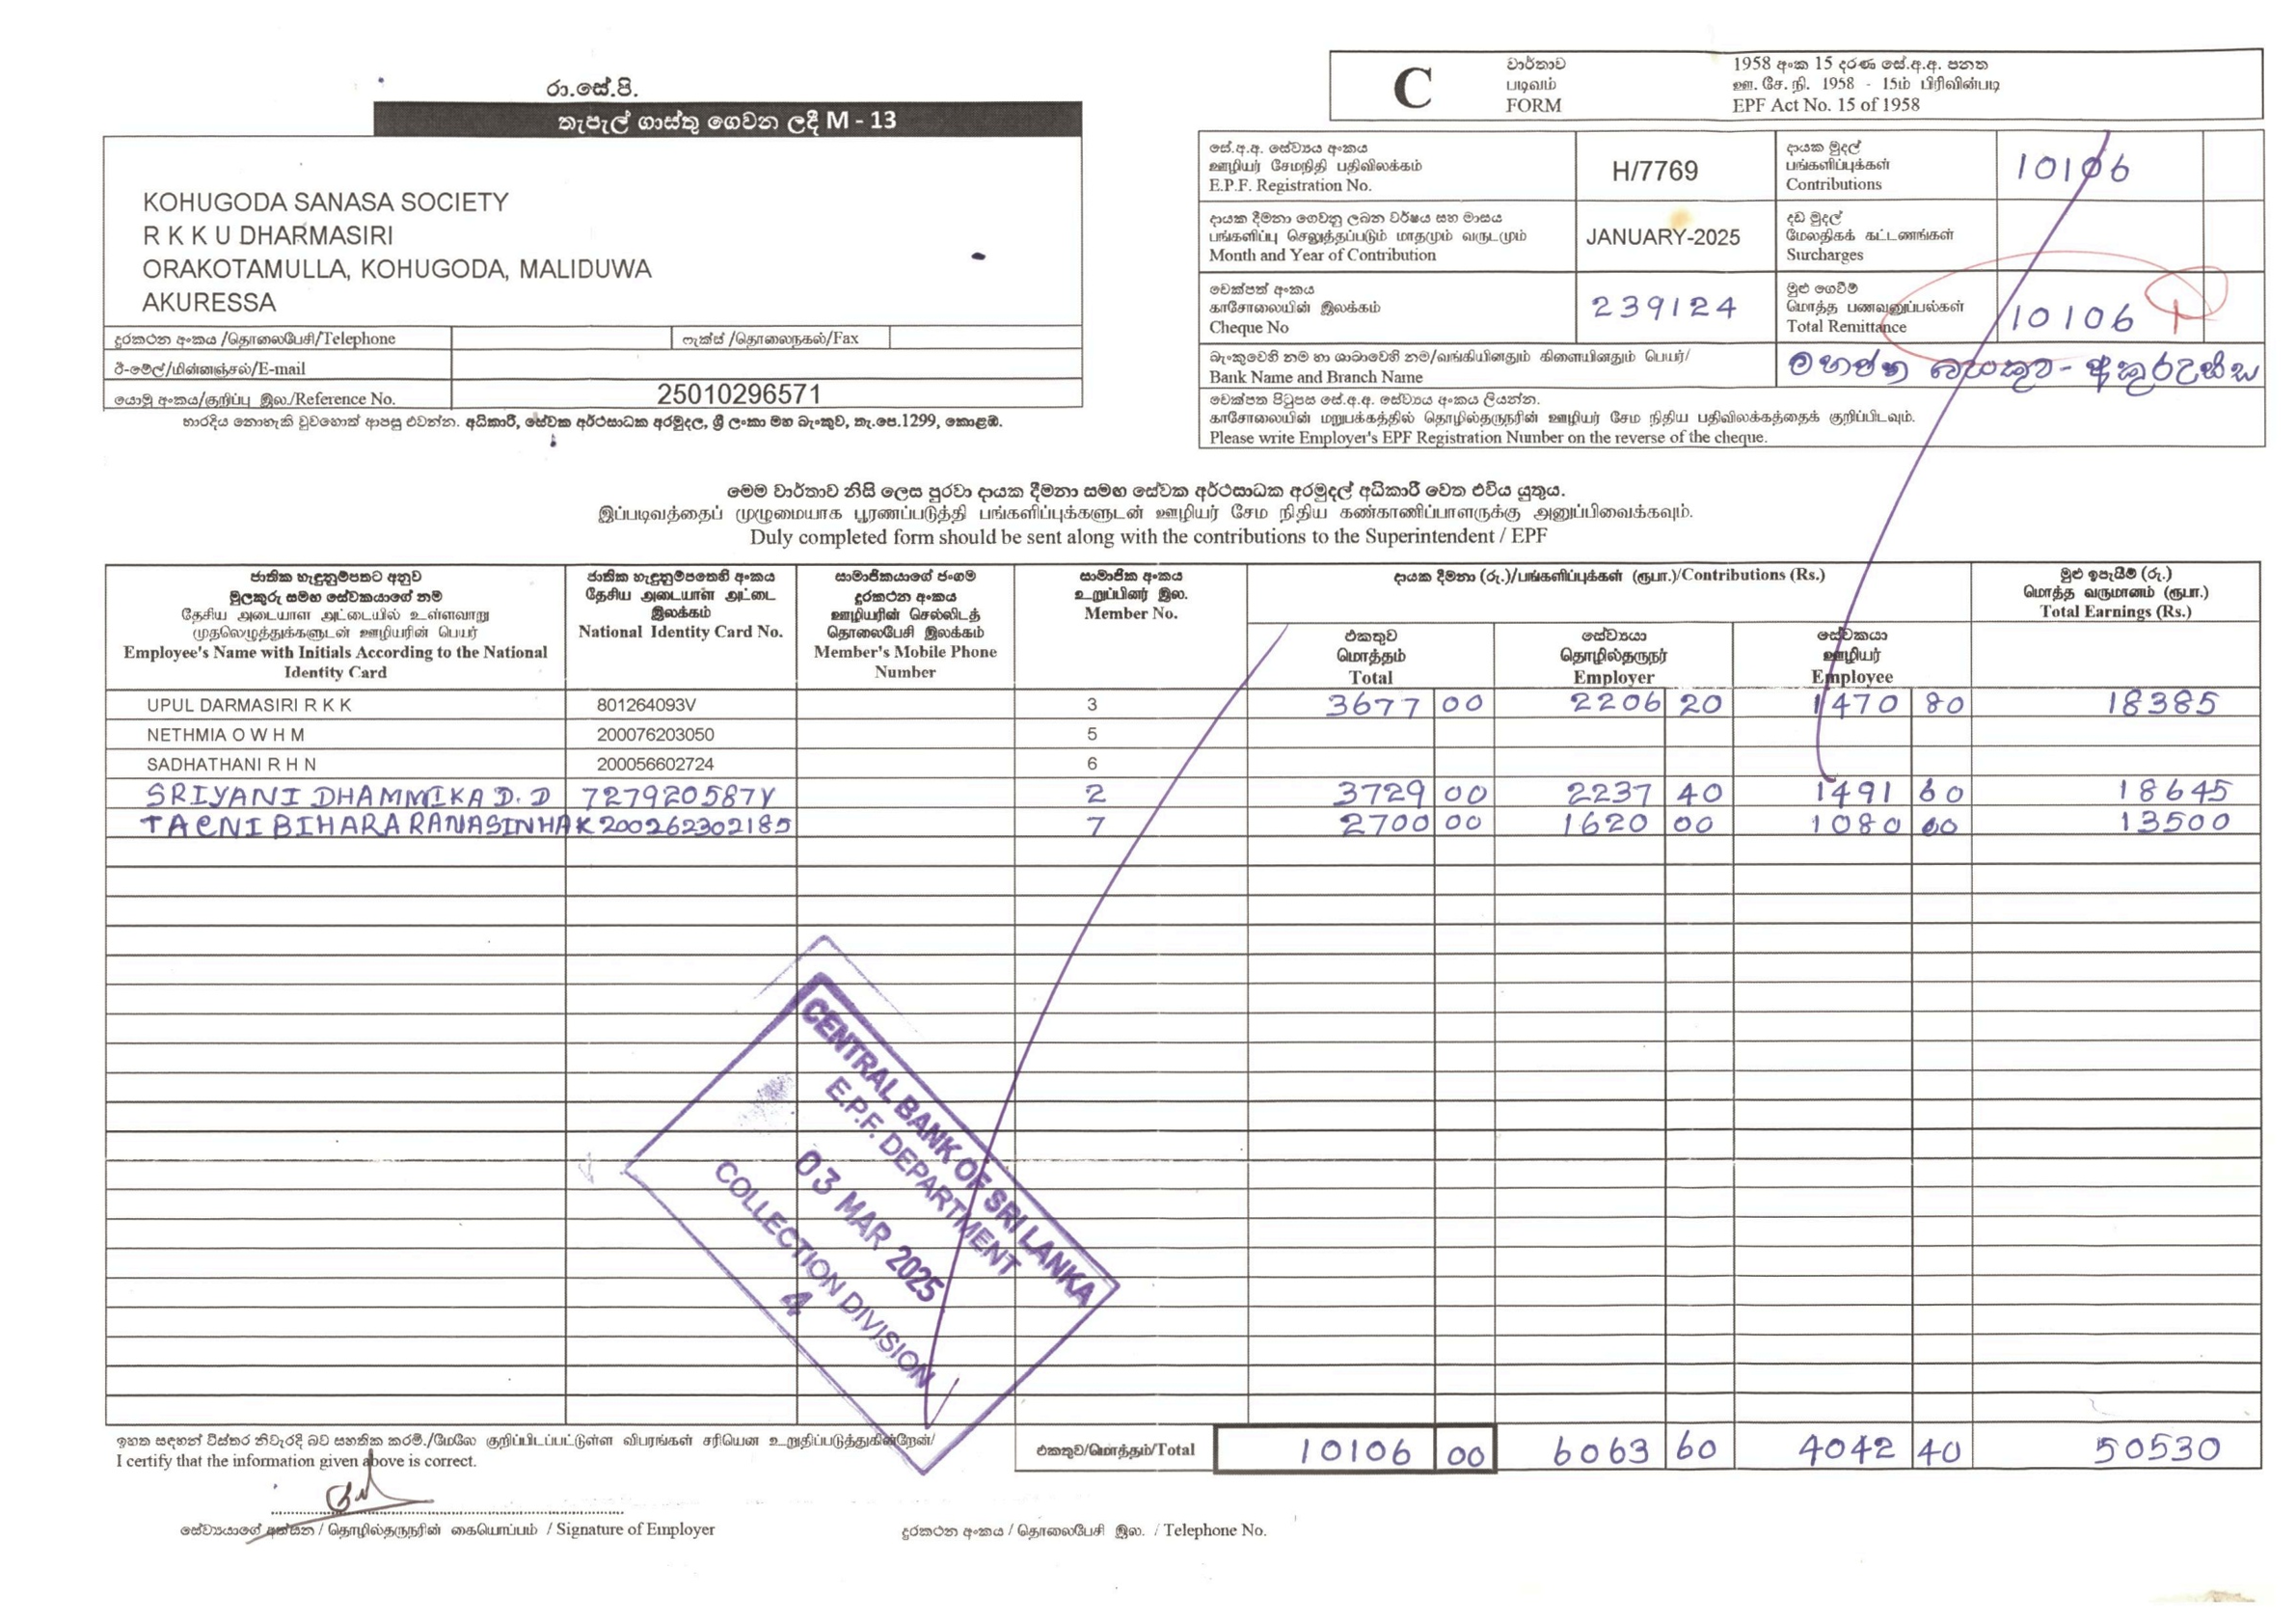 රා.සේ.පි.
තැපැල් ගාස්තු ගෙවන ලදී M - 13
KOHUGODA SANASA SOCIETY
R K K U DHARMASIRI
ORAKOTAMULLA, KOHUGODA, MALIDUWA
AKURESSA
දුරකථන අංකය /தொலைபேசி/Telephone
ෆැක්ස් /தொலைநகல்/Fax
ඊ-මේල්/மின்னஞ்சல்/E-mail
යොමු අංකය/குறிப்பு இல./Reference No. 25010296571
භාරදිය නොහැකි වුවහොත් ආපසු එවන්න. අධිකාරී, සේවක අර්ථසාධක අරමුදල, ශ්‍රී ලංකා මහ බැංකුව, තැ.පෙ.1299, කොළඹ.
C
වාර්තාව
படிவம்
FORM
1958 අංක 15 දරණ සේ.අ.අ. පනත
ஊ. சே. நி. 1958 - 15ம் பிரிவின்படி
EPF Act No. 15 of 1958
සේ.අ.අ. සේව්‍ය අංකය
ஊழியர் சேமநிதி பதிவிலக்கம்
E.P.F. Registration No.
H/7769
දායක මුදල්
பங்களிப்புக்கள்
Contributions
10106
දායක දීමනා ගෙවනු ලබන වර්ෂය සහ මාසය
பங்களிப்பு செலுத்தப்படும் மாதமும் வருடமும்
Month and Year of Contribution
JANUARY-2025
දඩ මුදල්
மேலதிகக் கட்டணங்கள்
Surcharges
චෙක්පත් අංකය
காசோலையின் இலக்கம்
Cheque No
239124
මුළු ගෙවීම්
மொத்த பணவனுப்பல்கள்
Total Remittance
10106
බැංකුවෙහි නම හා ශාඛාවෙහි නම/வங்கியினதும் கிளையினதும் பெயர்/
Bank Name and Branch Name
මහජන බැංකුව - අකුරැස්ස
චෙක්පත පිටුපස සේ.අ.අ. සේව්‍ය අංකය ලියන්න.
காசோலையின் மறுபக்கத்தில் தொழில்தருநரின் ஊழியர் சேம நிதிய பதிவிலக்கத்தைக் குறிப்பிடவும்.
Please write Employer's EPF Registration Number on the reverse of the cheque.
මෙම වාර්තාව නිසි ලෙස පුරවා දායක දීමනා සමඟ සේවක අර්ථසාධක අරමුදල් අධිකාරී වෙත එවිය යුතුය.
இப்படிவத்தைப் முழுமையாக பூரணப்படுத்தி பங்களிப்புக்களுடன் ஊழியர் சேம நிதிய கண்காணிப்பாளருக்கு அனுப்பிவைக்கவும்.
Duly completed form should be sent along with the contributions to the Superintendent / EPF
ජාතික හැඳුනුම්පතට අනුව
මුලකුරු සමඟ සේවකයාගේ නම
தேசிய அடையாள அட்டையில் உள்ளவாறு
முதலெழுத்துக்களுடன் ஊழியரின் பெயர்
Employee's Name with Initials According to the National
Identity Card
ජාතික හැඳුනුම්පතෙහි අංකය
தேசிய அடையாள அட்டை
இலக்கம்
National Identity Card No.
සාමාජිකයාගේ ජංගම
දුරකථන අංකය
ஊழியரின் செல்லிடத்
தொலைபேசி இலக்கம்
Member's Mobile Phone
Number
සාමාජික අංකය
உறுப்பினர் இல.
Member No.
දායක දීමනා (රු.)/பங்களிப்புக்கள் (ரூபா.)/Contributions (Rs.)
එකතුව
மொத்தம்
Total
සේව්‍යයා
தொழில்தருநர்
Employer
සේවකයා
ஊழியர்
Employee
මුළු ඉපැයීම් (රු.)
மொத்த வருமானம் (ரூபா.)
Total Earnings (Rs.)
UPUL DARMASIRI R K K 801264093V 3 3677 00 2206 20 1470 80 18385
NETHMIA O W H M 200076203050 5
SADHATHANI R H N 200056602724 6
SRIYANI DHAMMIKA D. D 727920587V 2 3729 00 2237 40 1491 60 18645
TACNI BIHARA RANASINHA K 200262302185 7 2700 00 1620 00 1080 00 13500
CENTRAL BANK OF SRI LANKA
E.P.F. DEPARTMENT
03 MAR 2025
COLLECTION DIVISION
4
ඉහත සඳහන් විස්තර නිවැරදි බව සහතික කරමි./மேலே குறிப்பிடப்பட்டுள்ள விபரங்கள் சரியென உறுதிப்படுத்துகின்றேன்/
I certify that the information given above is correct.
එකතුව/மொத்தம்/Total 10106 00 6063 60 4042 40 50530
සේව්‍යයාගේ අත්සන / தொழில்தருநரின் கையொப்பம் / Signature of Employer
දුරකථන අංකය / தொலைபேசி இல. / Telephone No.